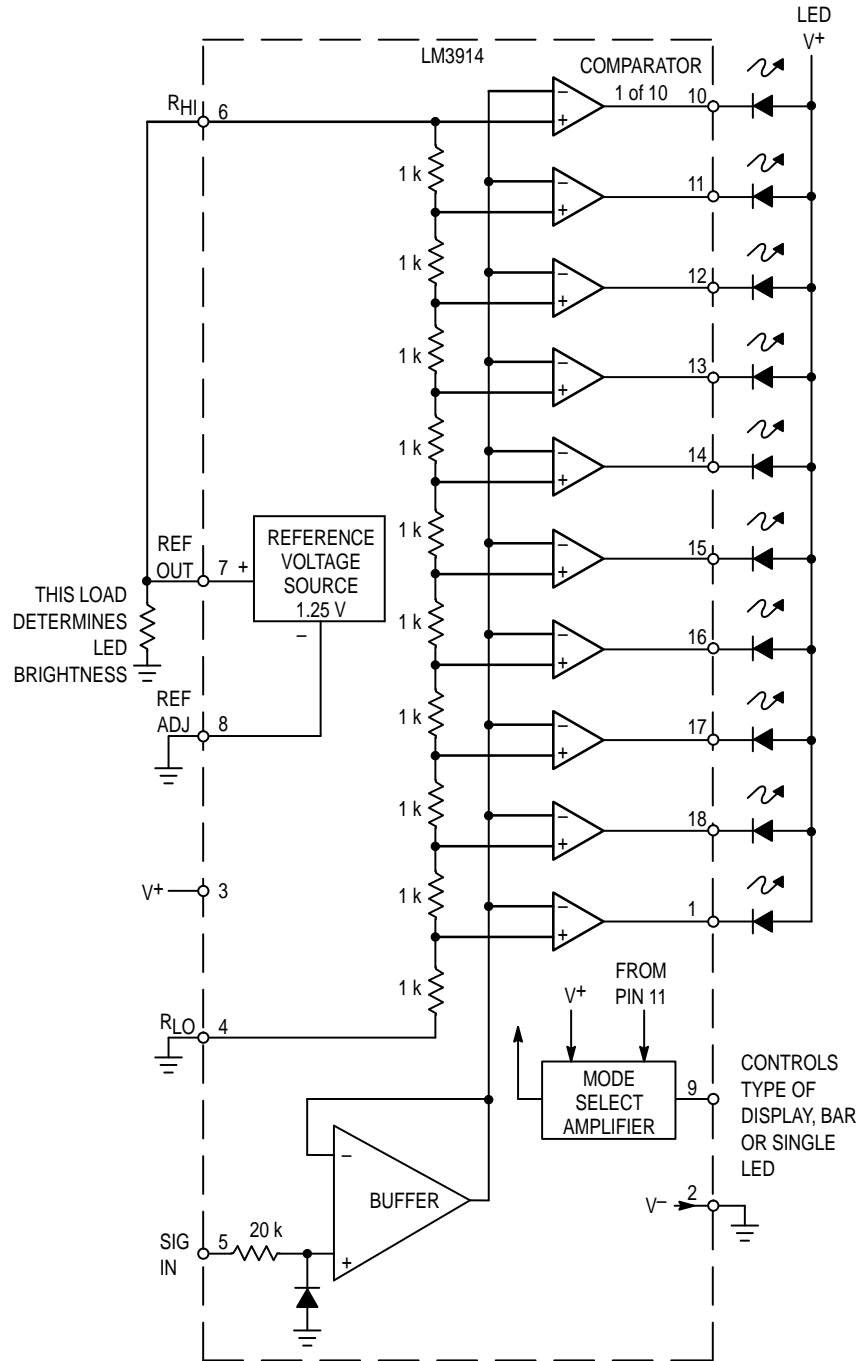 LED
V+
LM3914
COMPARATOR
1 of 10
10
RHI
6
1 k
11
1 k
12
1 k
13
1 k
14
1 k
15
REF
OUT
7
+
REFERENCE
VOLTAGE
SOURCE
1.25 V
–
THIS LOAD
DETERMINES
LED
BRIGHTNESS
1 k
16
1 k
17
REF
ADJ
8
1 k
18
V+
3
1 k
1
1 k
RLO
4
V+
FROM
PIN 11
MODE
SELECT
AMPLIFIER
9
CONTROLS
TYPE OF
DISPLAY, BAR
OR SINGLE
LED
–
BUFFER
+
V–
2
SIG
IN
5
20 k
–
+
–
+
–
+
–
+
–
+
–
+
–
+
–
+
–
+
–
+